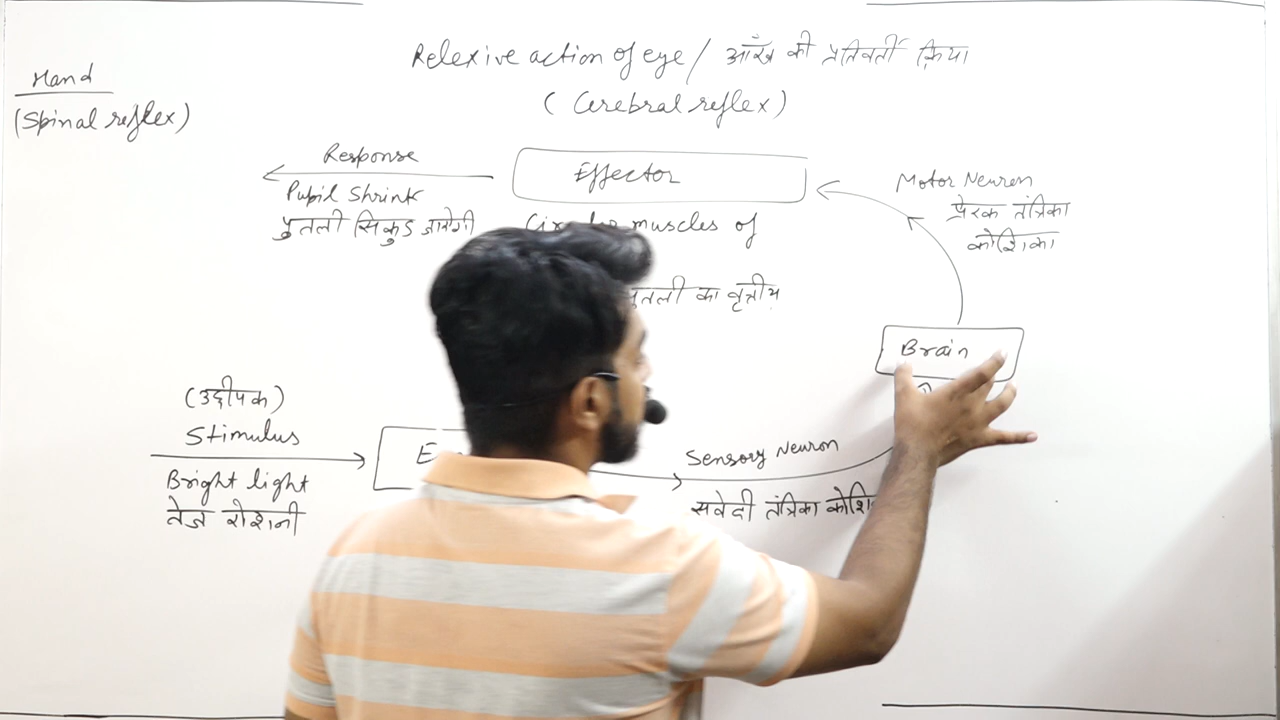 Relexive action of eye / आँख की प्रतिवर्ती क्रिया
(Cerebral reflex)
Hand
(Spinal reflex)
Response
Pupil Shrink
पुतली सिकुड़ जायेगी
Effector
muscles of
का वृत्तीय
Motor Neuron
प्रेरक तंत्रिका
कोशिका
Brain
(उद्दीपक)
Stimulus
Bright light
तेज रोशनी
Sensory Neuron
संवेदी तंत्रिका